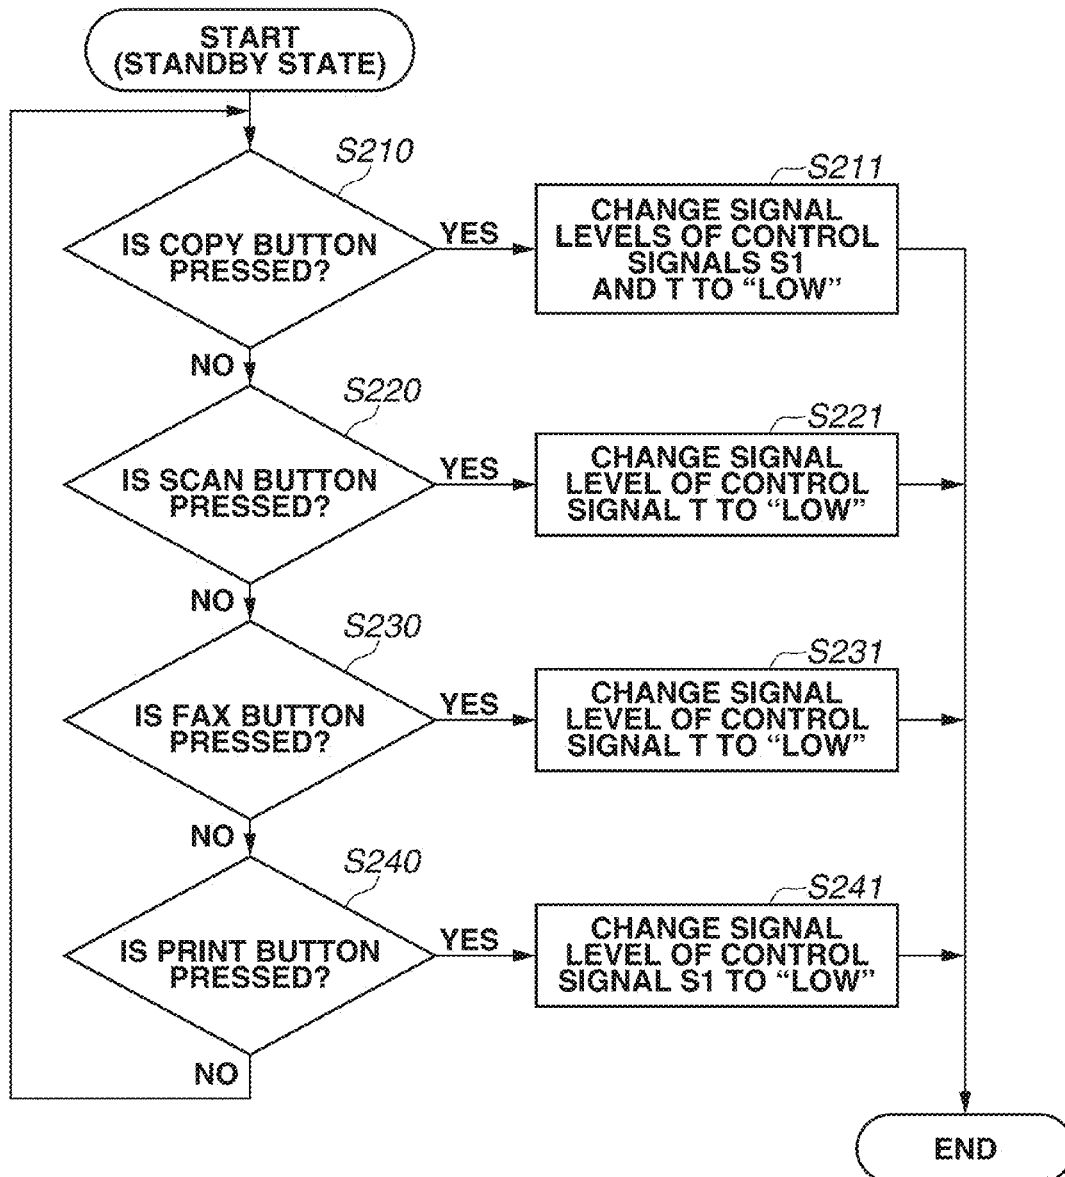 START
(STANDBY STATE)
S210
IS COPY BUTTON
PRESSED?
YES
S211
CHANGE SIGNAL
LEVELS OF CONTROL
SIGNALS S1
AND T TO “LOW”
NO
S220
IS SCAN BUTTON
PRESSED?
YES
S221
CHANGE SIGNAL
LEVEL OF CONTROL
SIGNAL T TO “LOW”
NO
S230
IS FAX BUTTON
PRESSED?
YES
S231
CHANGE SIGNAL
LEVEL OF CONTROL
SIGNAL T TO “LOW”
NO
S240
IS PRINT BUTTON
PRESSED?
YES
S241
CHANGE SIGNAL
LEVEL OF CONTROL
SIGNAL S1 TO “LOW”
NO
END